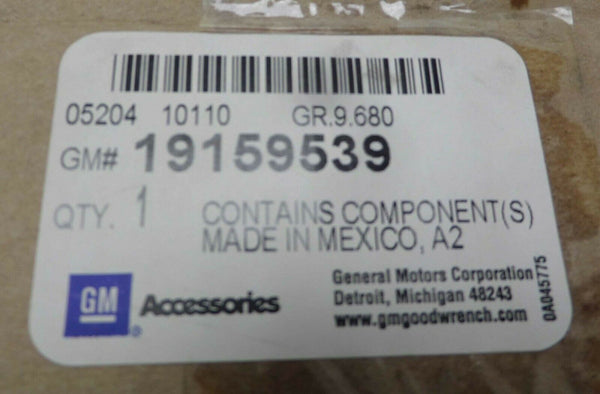 05204 10110 GR.9.680
GM# 19159539
QTY. 1 CONTAINS COMPONENT(S)
MADE IN MEXICO, A2
GM
®
Accessories
General Motors Corporation
Detroit, Michigan 48243
www.gmgoodwrench.com
0A045775